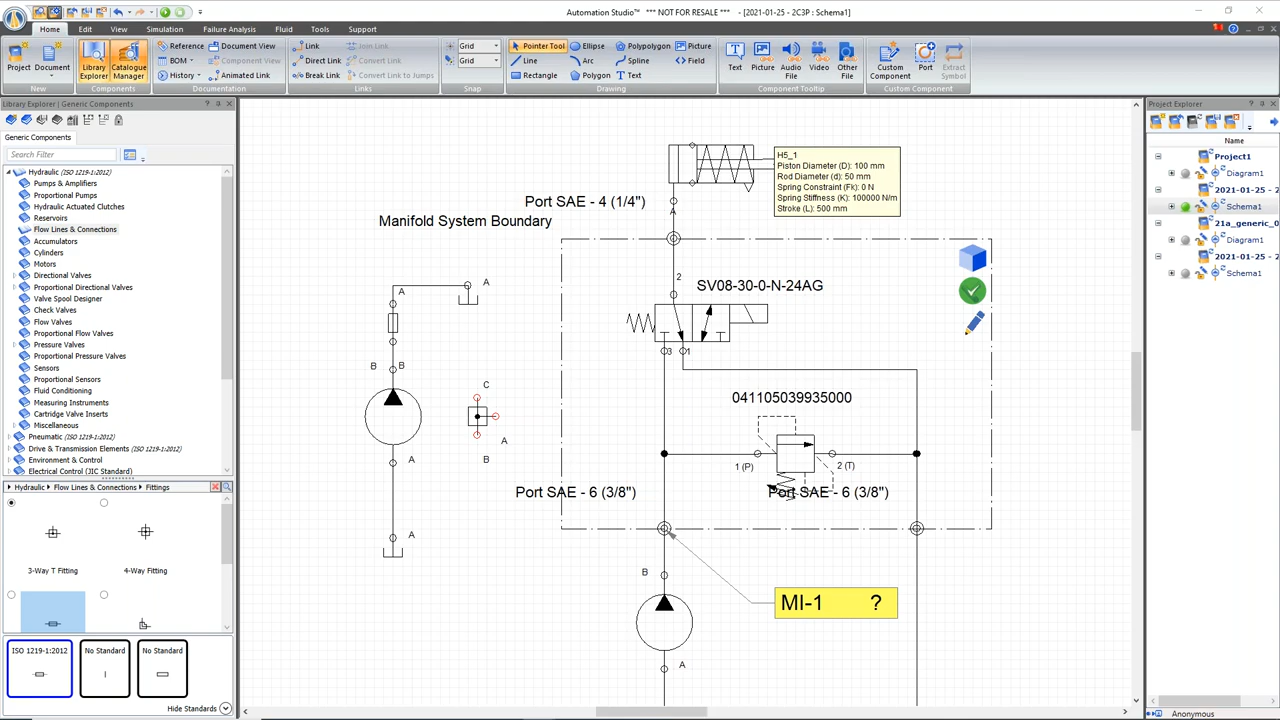 Automation Studio™ ** NOT FOR RESALE ** - [2021-01-25 - 2C3P : Schema1]
Home Edit View Simulation Failure Analysis Fluid Tools Support
Project Document
New
Library Explorer Catalogue Manager
Components
Reference Document View
BOM Component View
History Animated Link
Documentation
Link Join Link
Direct Link Convert Link
Break Link Convert Link to Jumps
Links
Grid
Grid
Snap
Pointer Tool Ellipse Polypolygon Picture
Line Arc Spline Field
Rectangle Polygon Text
Drawing
Text Picture Audio File Video Other File
Component Tooltip
Custom Component Port Extract Symbol
Custom Component
Library Explorer | Generic Components
Generic Components
Search Filter
Hydraulic (ISO 1219-1:2012)
Pumps & Amplifiers
Proportional Pumps
Hydraulic Actuated Clutches
Reservoirs
Flow Lines & Connections
Accumulators
Cylinders
Motors
Directional Valves
Proportional Directional Valves
Valve Spool Designer
Check Valves
Flow Valves
Proportional Flow Valves
Pressure Valves
Proportional Pressure Valves
Sensors
Proportional Sensors
Fluid Conditioning
Measuring Instruments
Cartridge Valve Inserts
Miscellaneous
Pneumatic (ISO 1219-1:2012)
Drive & Transmission Elements (ISO 1219-1:2012)
Environment & Control
Electrical Control (JIC Standard)
Hydraulic Flow Lines & Connections Fittings
3-Way T Fitting 4-Way Fitting
ISO 1219-1:2012 No Standard No Standard
Hide Standards
H5_1
Piston Diameter (D): 100 mm
Rod Diameter (d): 50 mm
Spring Constraint (Fk): 0 N
Spring Stiffness (K): 100000 N/m
Stroke (L): 500 mm
Port SAE - 4 (1/4")
A
Manifold System Boundary
2
SV08-30-0-N-24AG
A
A
3 1
B B
C
041105039935000
A
A B
1 (P) 2 (T)
Port SAE - 6 (3/8") Port SAE - 6 (3/8")
A
B
MI-1 ?
A
Project Explorer
Name
Project1
Diagram1
2021-01-25 -
Schema1
21a_generic_0
Diagram1
2021-01-25 - 2
Schema1
Anonymous